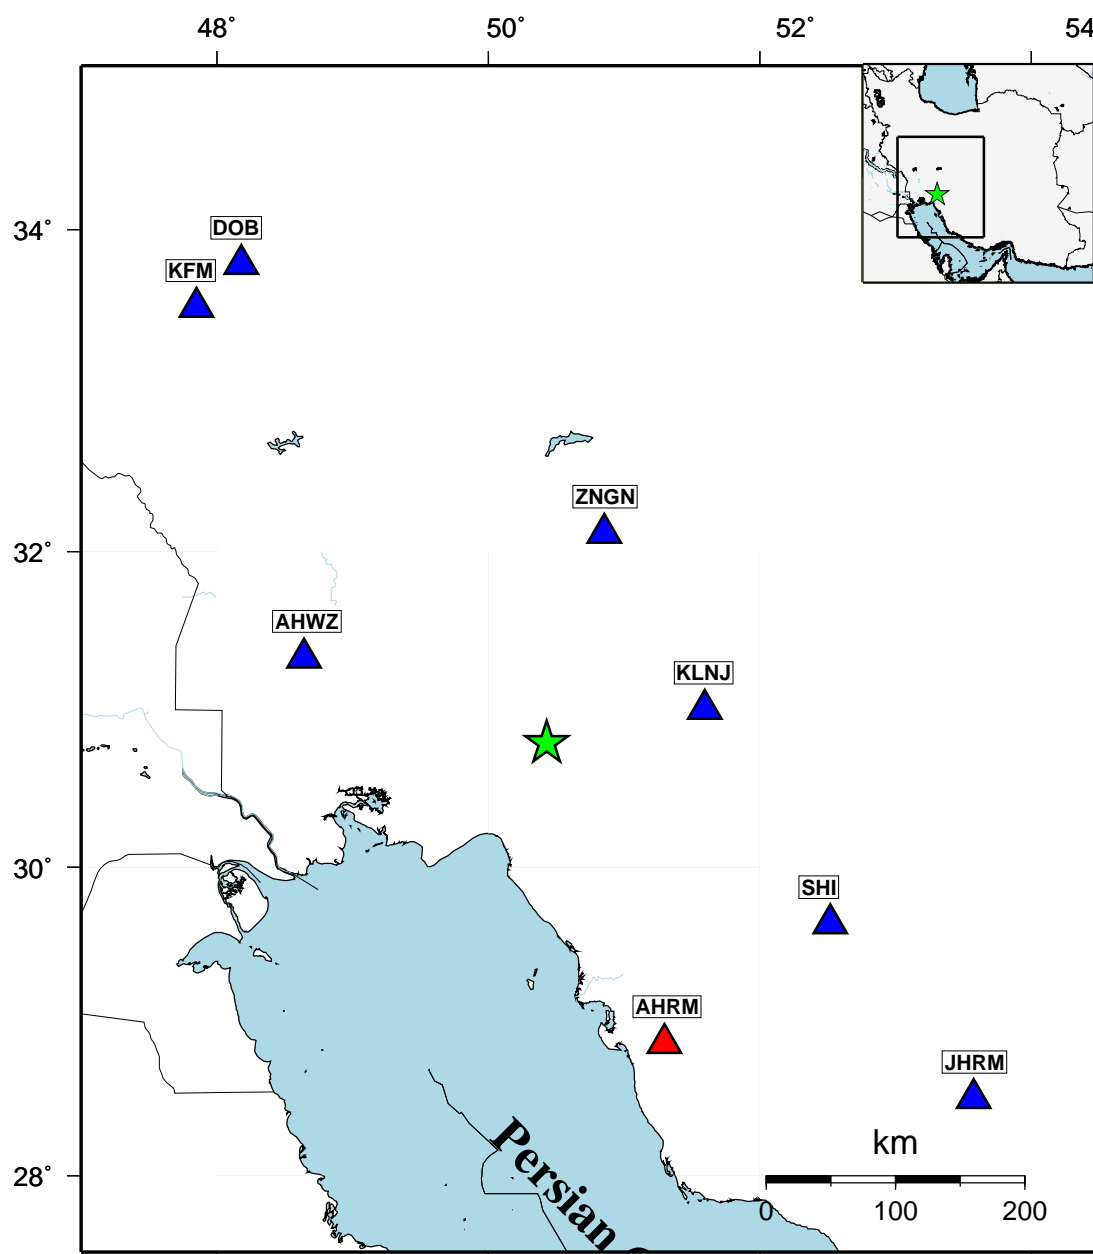 48° 50° 52° 54
34°
32°
30°
28°
DOB
KFM
ZNGN
AHWZ
KLNJ
SHI
AHRM
JHRM
km
0 100 200
Persian